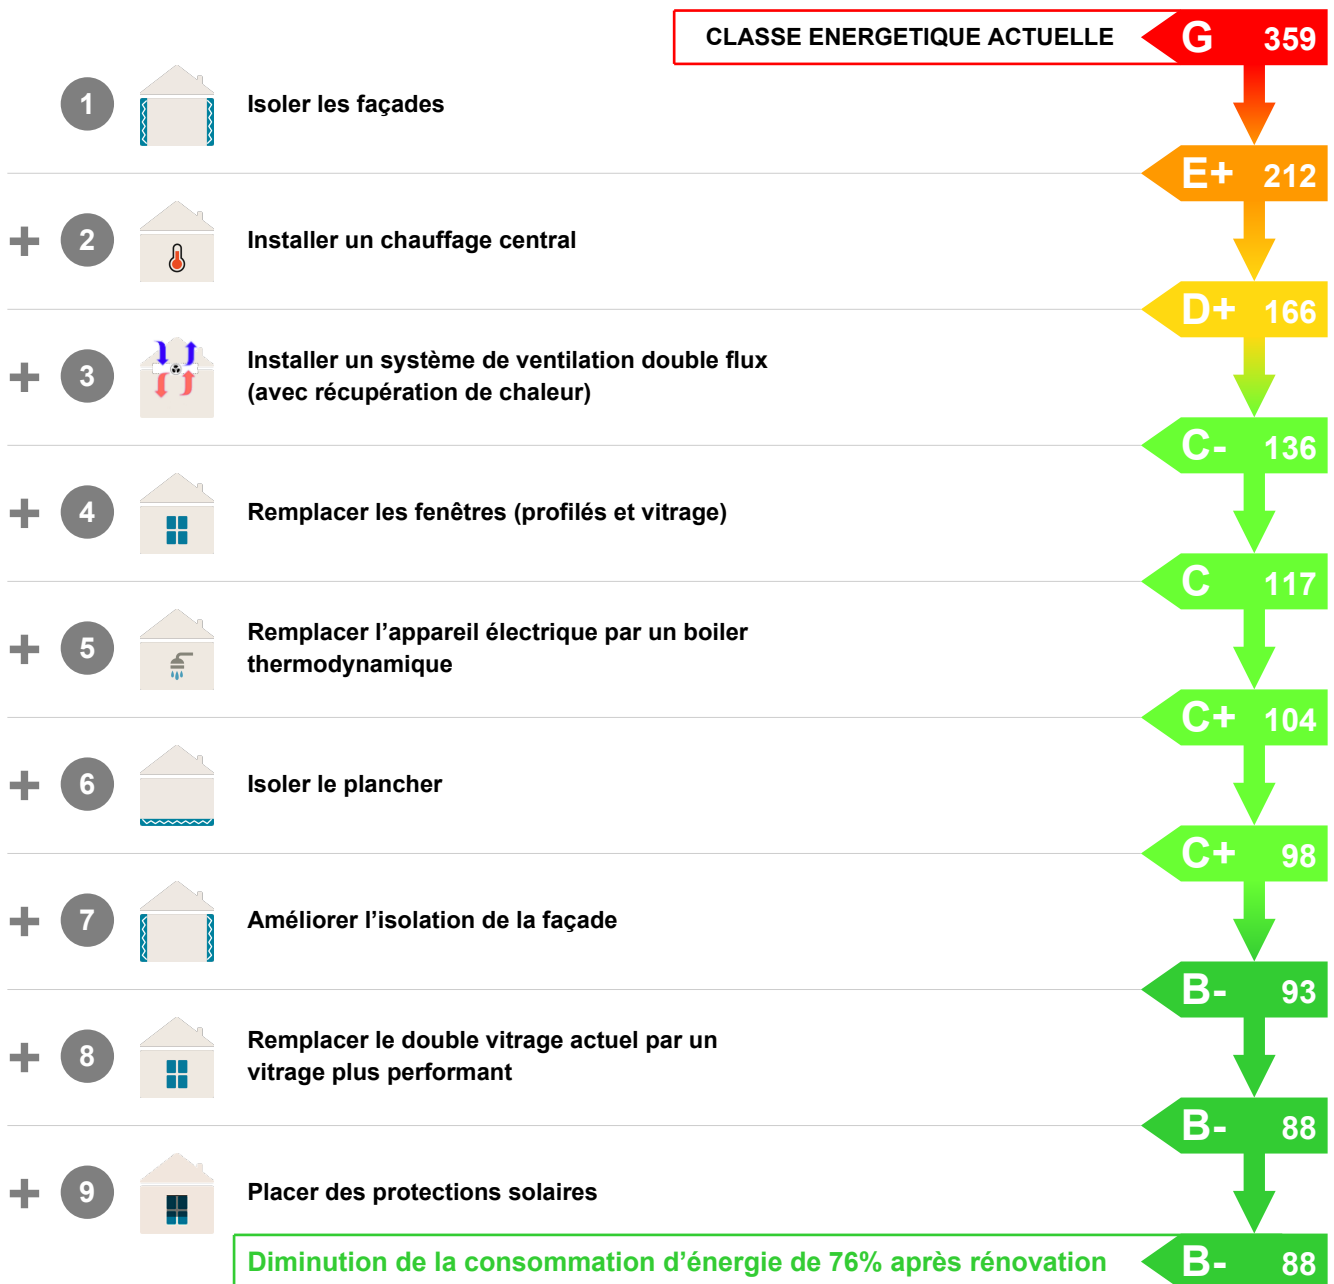 CLASSE ENERGETIQUE ACTUELLE G 359
1 Isoler les façades
E+ 212
+ 2 Installer un chauffage central
D+ 166
+ 3 Installer un système de ventilation double flux
(avec récupération de chaleur)
C- 136
+ 4 Remplacer les fenêtres (profilés et vitrage)
C 117
+ 5 Remplacer l’appareil électrique par un boiler
thermodynamique
C+ 104
+ 6 Isoler le plancher
C+ 98
+ 7 Améliorer l’isolation de la façade
B- 93
+ 8 Remplacer le double vitrage actuel par un
vitrage plus performant
B- 88
+ 9 Placer des protections solaires
Diminution de la consommation d’énergie de 76% après rénovation B- 88